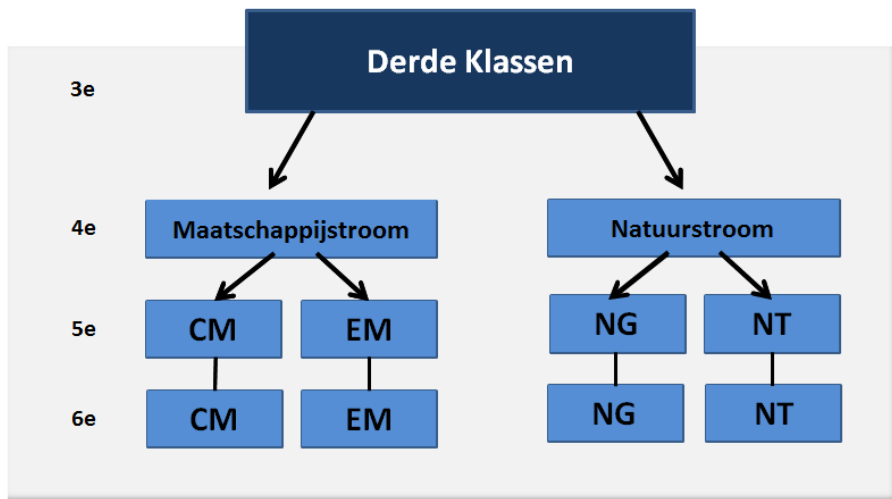 Derde Klassen
3e
4e
Maatschappijstroom
Natuurstroom
5e
CM
EM
NG
NT
6e
CM
EM
NG
NT